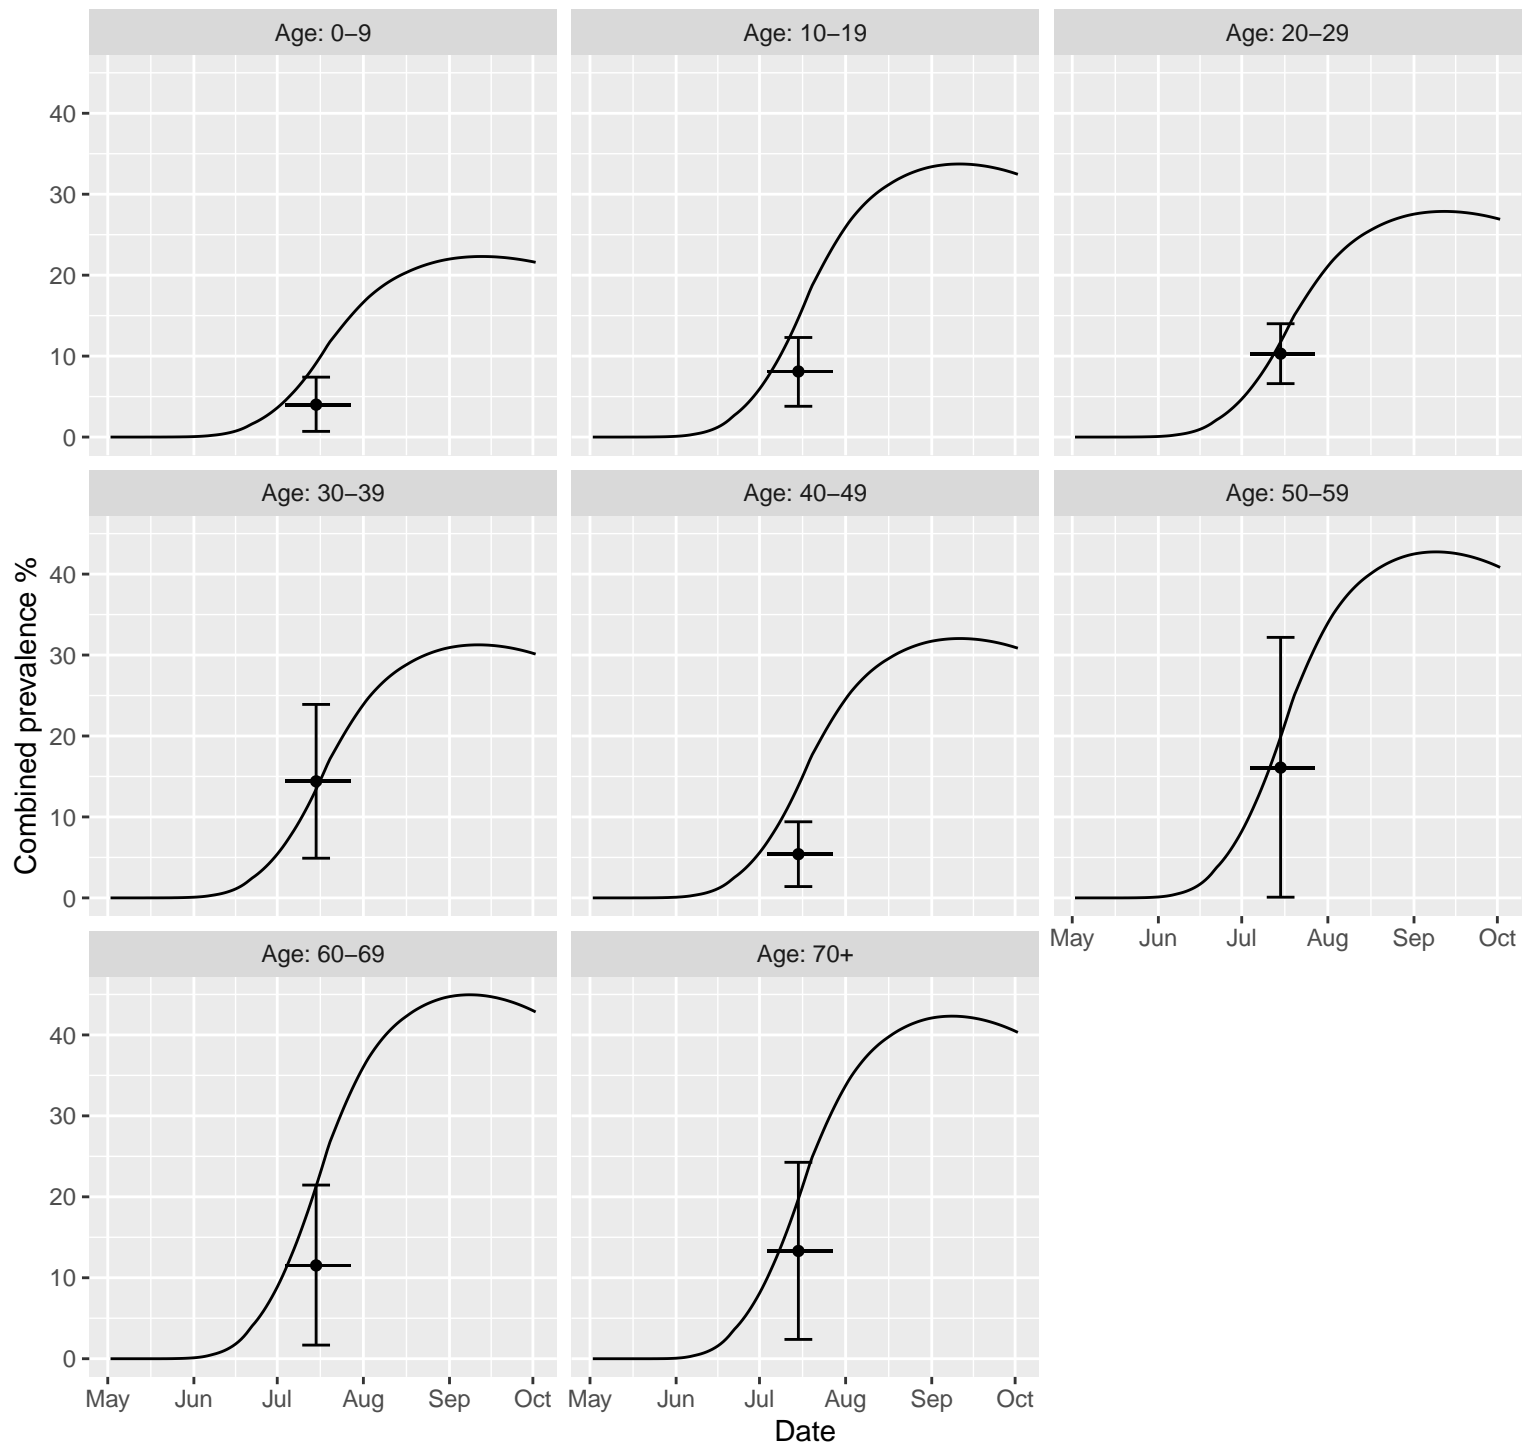 Age: 0–9
Age: 10–19
Age: 20–29
40
30
20
10
0
Age: 30–39
Age: 40–49
Age: 50–59
40
30
20
10
0
May Jun Jul Aug Sep Oct
Age: 60–69
Age: 70+
40
30
20
10
0
May Jun Jul Aug Sep Oct
May Jun Jul Aug Sep Oct
Combined prevalence %
Date